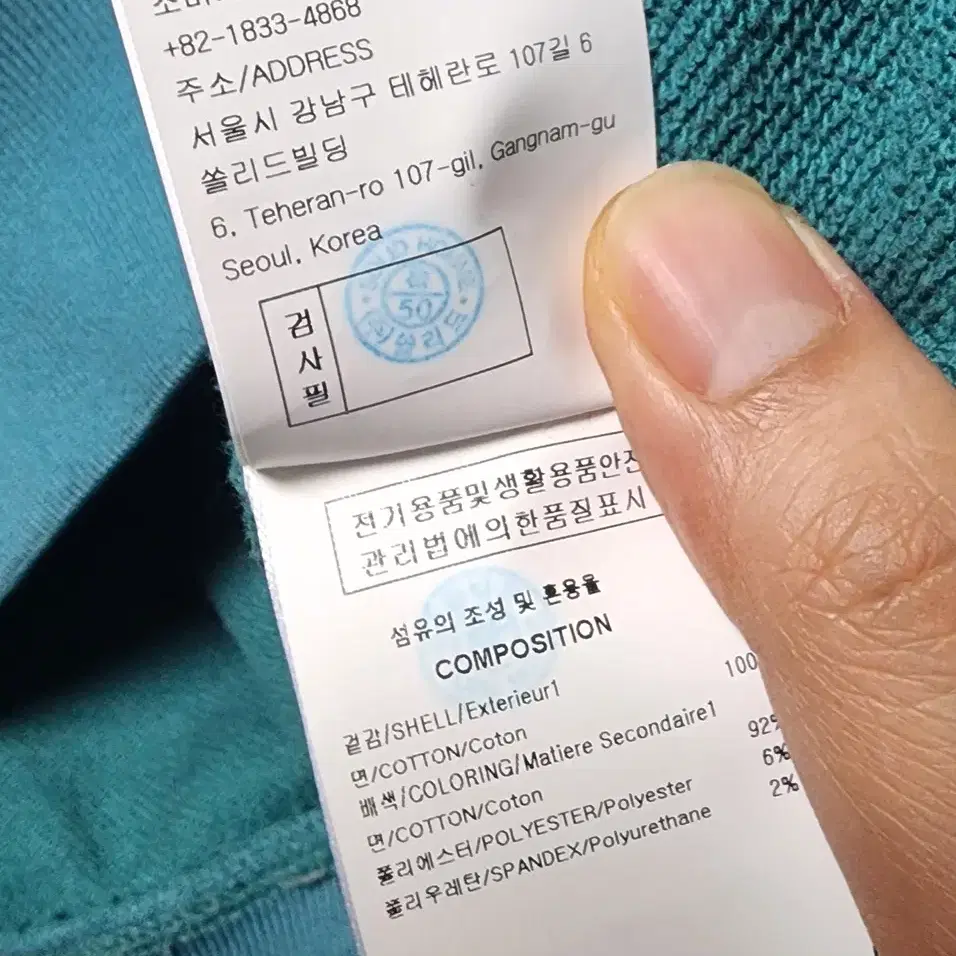 +82-1833-4868
주소/ADDRESS
서울시 강남구 테헤란로 107길 6
쏠리드빌딩
6, Teheran-ro 107-gil, Gangnam-gu
Seoul, Korea
검사필
50
전기용품및생활용품안전
관리법에의한품질표시
섬유의 조성 및 혼용율
COMPOSITION
겉감/SHELL/Exterieur1
면/COTTON/Coton 100
배색/COLORING/Matiere Secondaire1
면/COTTON/Coton 92%
폴리에스터/POLYESTER/Polyester 6%
폴리우레탄/SPANDEX/Polyurethane 2%